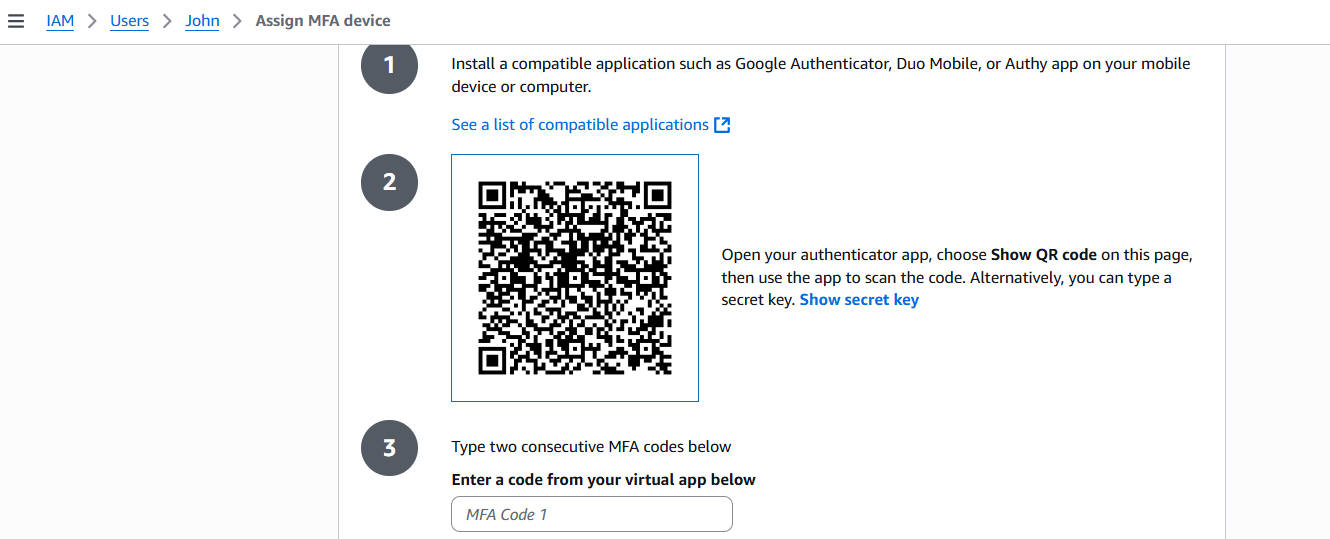 IAM > Users > John > Assign MFA device
1
Install a compatible application such as Google Authenticator, Duo Mobile, or Authy app on your mobile
device or computer.
See a list of compatible applications
2
Open your authenticator app, choose Show QR code on this page,
then use the app to scan the code. Alternatively, you can type a
secret key. Show secret key
3
Type two consecutive MFA codes below
Enter a code from your virtual app below
MFA Code 1